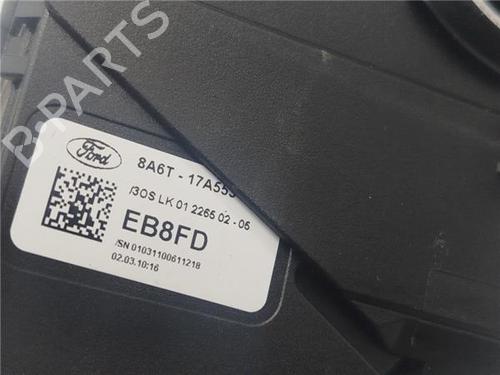 B-PARTS
Ford
8A6T - 17A553
/3OS LK 01 2265 02 - 05
EB8FD
/SN 01031100611218
02.03.10:16